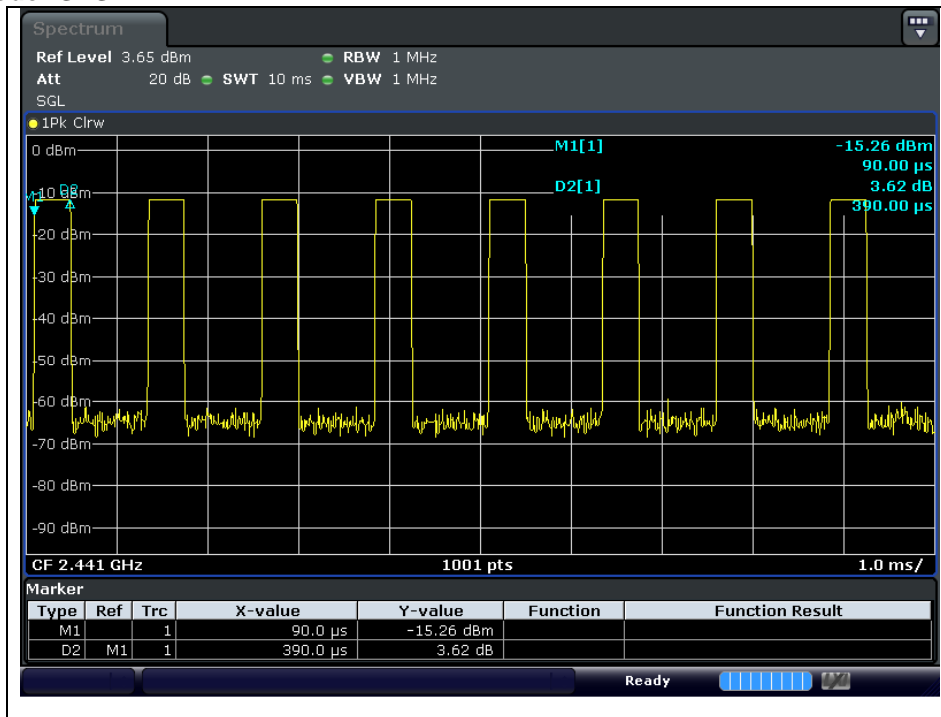 Spectrum
Ref Level 3.65 dBm RBW 1 MHz
Att 20 dB SWT 10 ms VBW 1 MHz
SGL
1Pk Clrw
M1[1] -15.26 dBm
90.00 µs
D2[1] 3.62 dB
390.00 µs
0 dBm
M1 D2
-10 dBm
-20 dBm
-30 dBm
-40 dBm
-50 dBm
-60 dBm
-70 dBm
-80 dBm
-90 dBm
CF 2.441 GHz 1001 pts 1.0 ms/
Marker
Type Ref Trc X-value Y-value Function Function Result
M1 1 90.0 µs -15.26 dBm
D2 M1 1 390.0 µs 3.62 dB
Ready